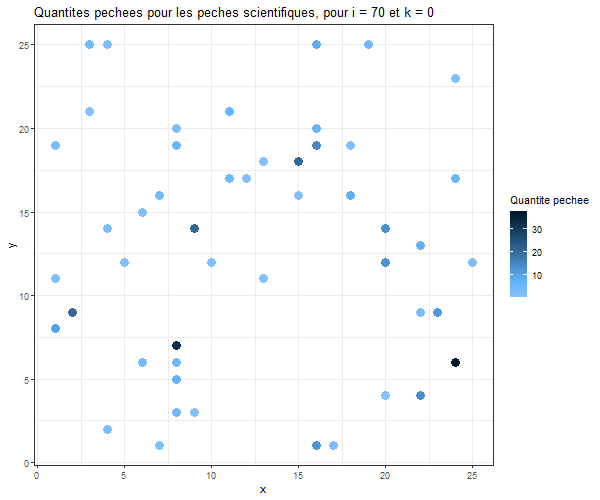 Quantites pechees pour les peches scientifiques, pour i = 70 et k = 0
25
20
15
10
5
0
y
0 5 10 15 20 25
x
Quantite pechee
30
20
10